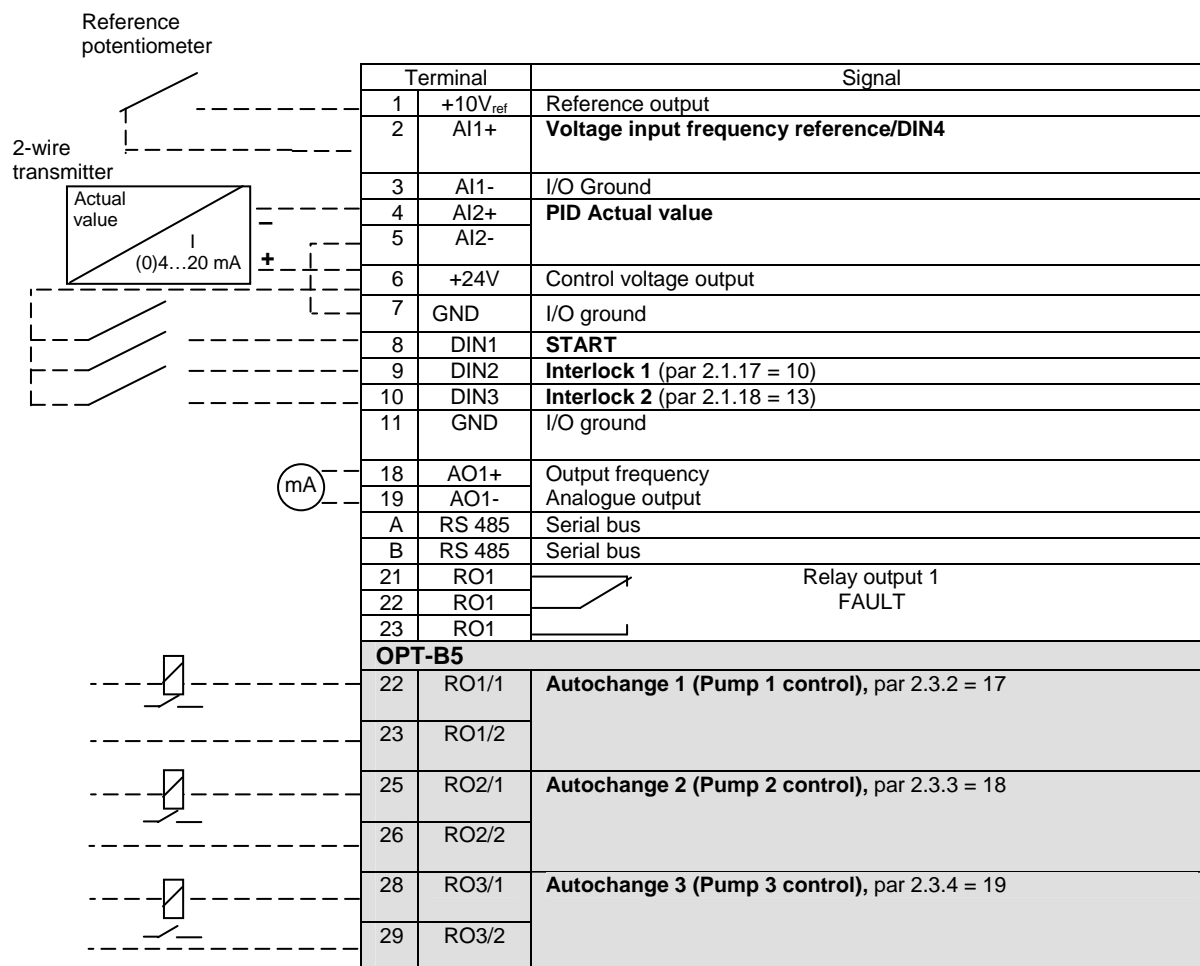 Reference
potentiometer
Terminal Signal
1 +10Vref Reference output
2 AI1+ Voltage input frequency reference/DIN4
2-wire
transmitter
3 AI1- I/O Ground
Actual
value
I
(0)4…20 mA
−
+
4 AI2+ PID Actual value
5 AI2-
6 +24V Control voltage output
7 GND I/O ground
8 DIN1 START
9 DIN2 Interlock 1 (par 2.1.17 = 10)
10 DIN3 Interlock 2 (par 2.1.18 = 13)
11 GND I/O ground
mA
18 AO1+ Output frequency
19 AO1- Analogue output
A RS 485 Serial bus
B RS 485 Serial bus
21 RO1 Relay output 1
22 RO1 FAULT
23 RO1
OPT-B5
22 RO1/1 Autochange 1 (Pump 1 control), par 2.3.2 = 17
23 RO1/2
25 RO2/1 Autochange 2 (Pump 2 control), par 2.3.3 = 18
26 RO2/2
28 RO3/1 Autochange 3 (Pump 3 control), par 2.3.4 = 19
29 RO3/2